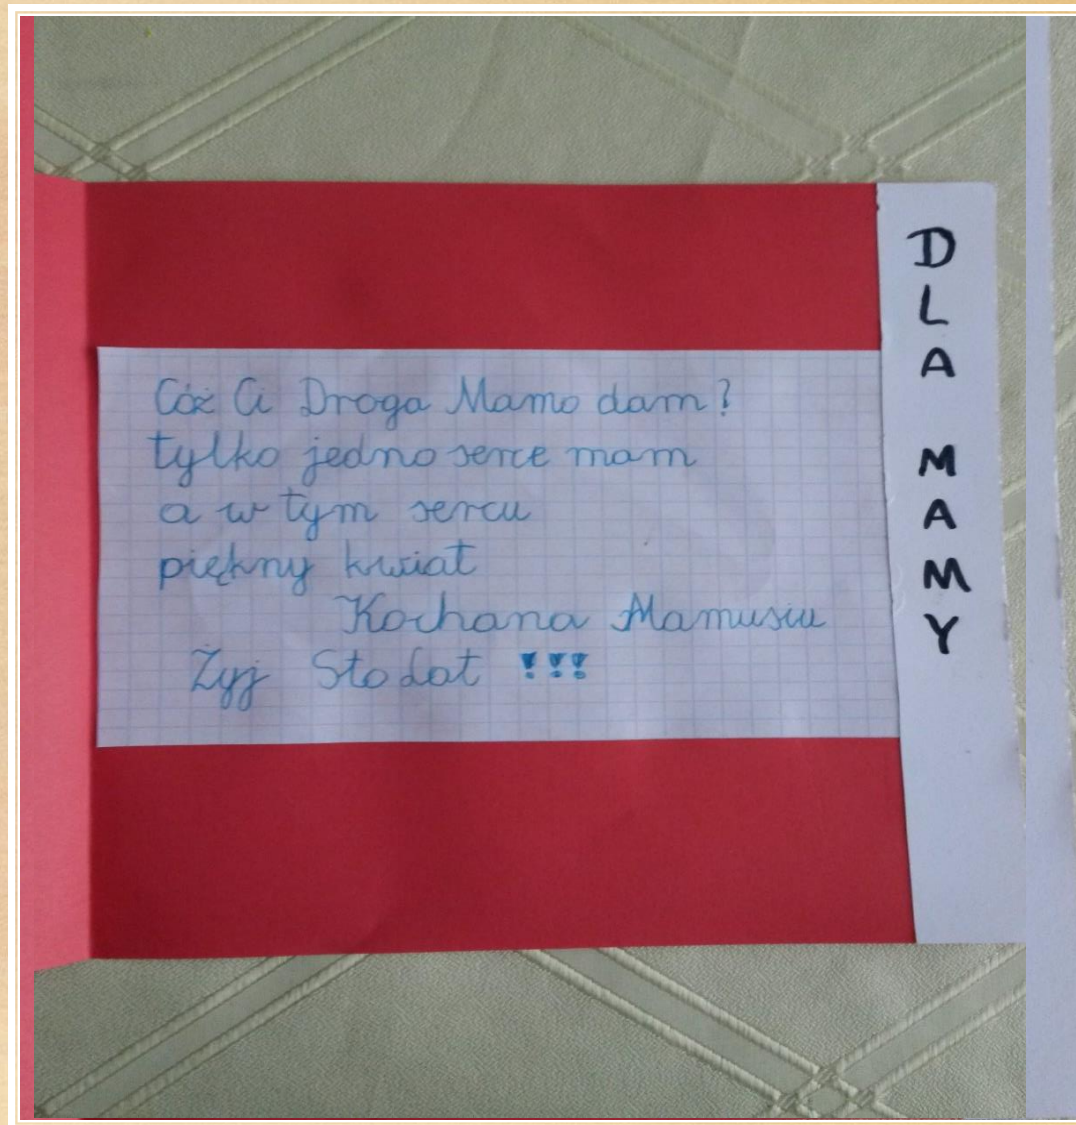 Cóż Ci Droga Mamo dam?
tylko jedno serce mam
a w tym sercu
piękny kwiat
Kochana Mamusiu
Żyj Sto Lat !!!
DLA MAMY